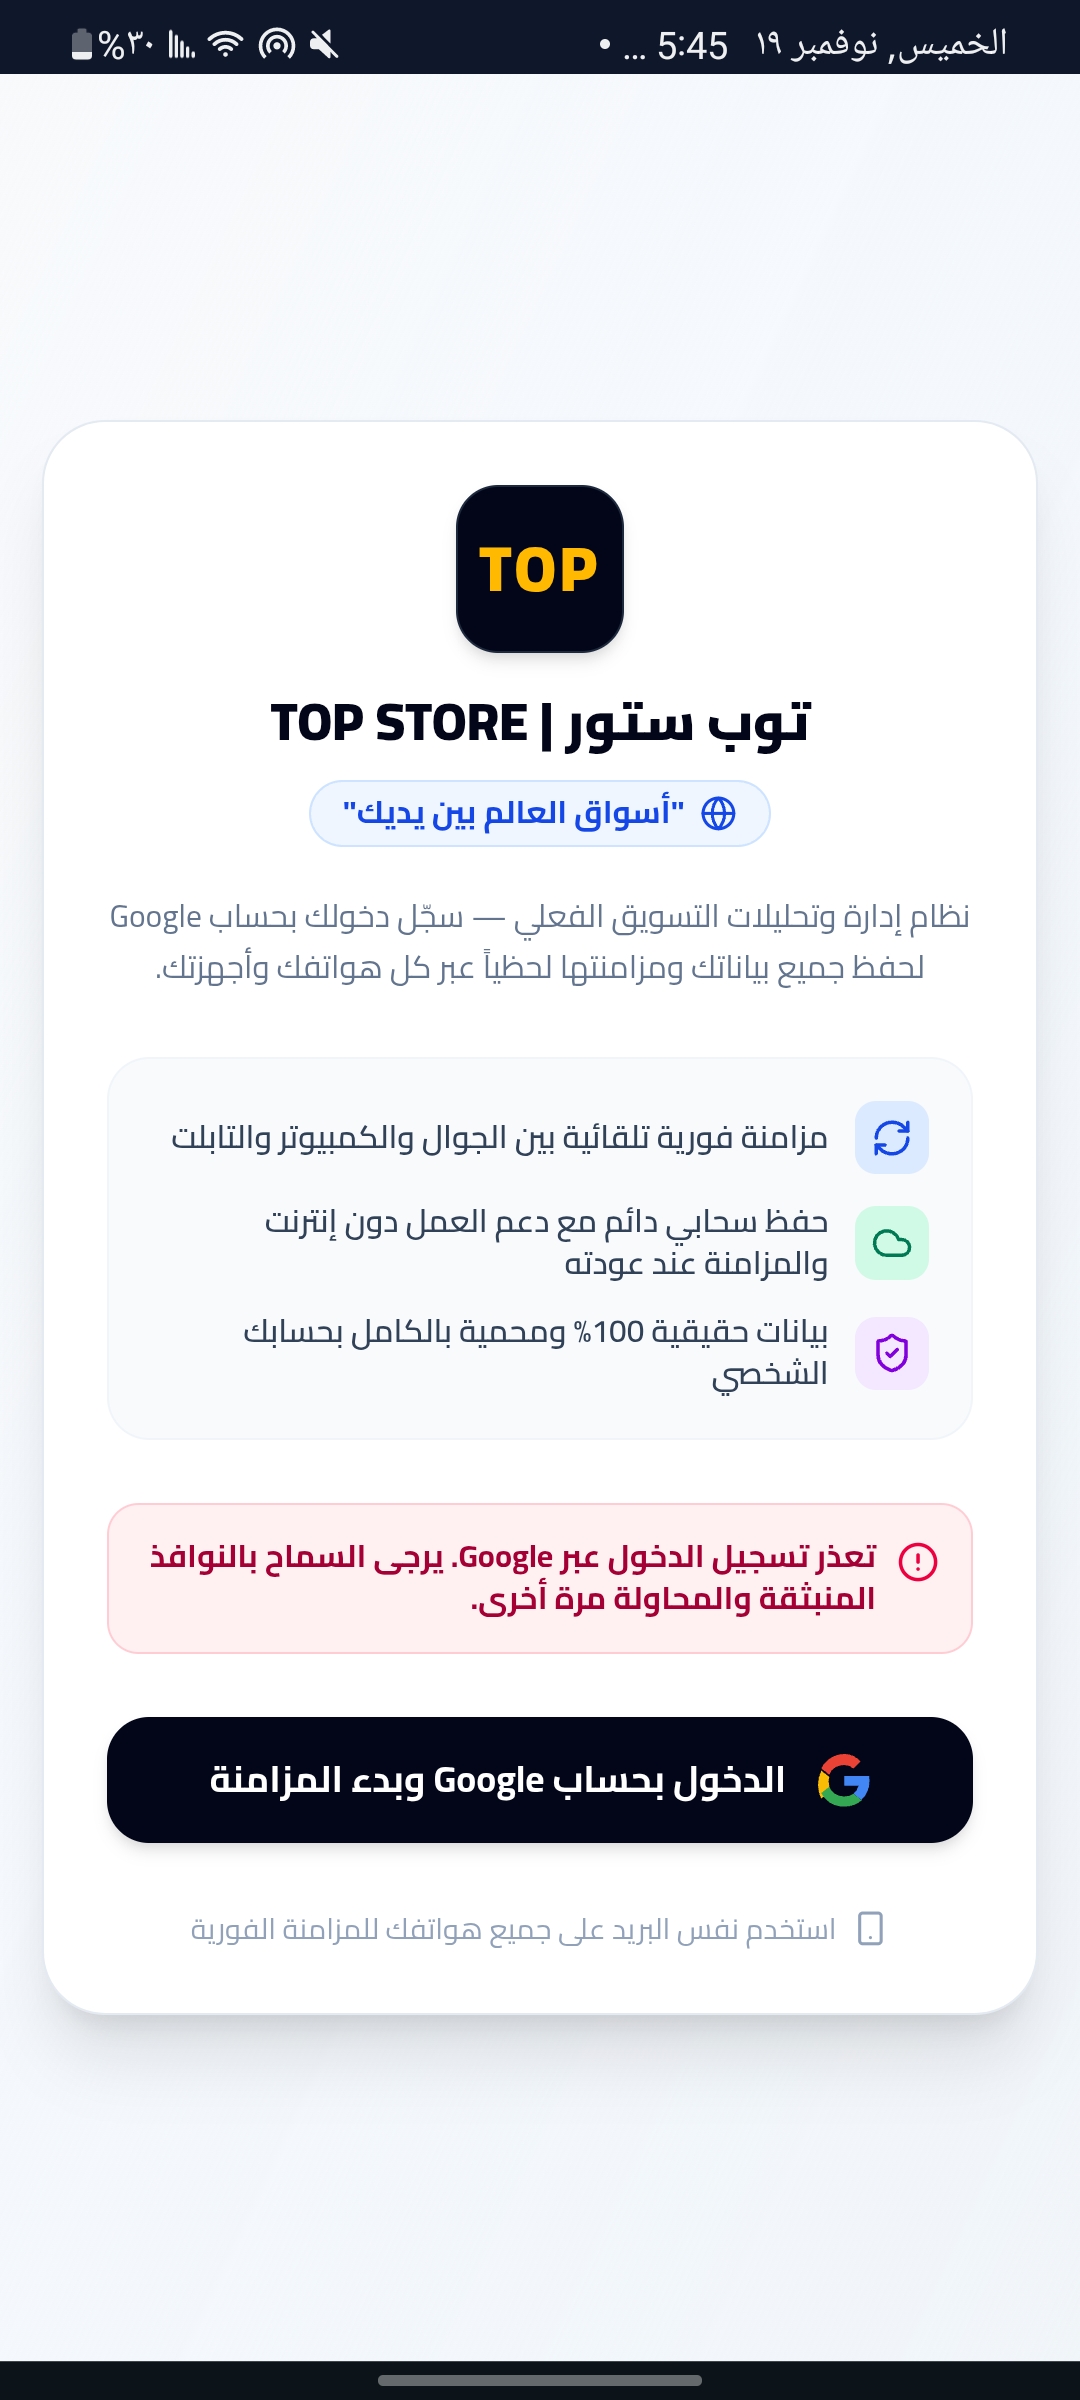 الخميس, نوفمبر ١٩ 5:45 ... •
%٣٠
TOP
توب ستور | TOP STORE
"أسواق العالم بين يديك"
نظام إدارة وتحليلات التسويق الفعلي — سجّل دخولك بحساب Google
لحفظ جميع بياناتك ومزامنتها لحظياً عبر كل هواتفك وأجهزتك.
مزامنة فورية تلقائية بين الجوال والكمبيوتر والتابلت
حفظ سحابي دائم مع دعم العمل دون إنترنت
والمزامنة عند عودته
بيانات حقيقية 100% ومحمية بالكامل بحسابك
الشخصي
تعذر تسجيل الدخول عبر Google. يرجى السماح بالنوافذ
المنبثقة والمحاولة مرة أخرى.
الدخول بحساب Google وبدء المزامنة
استخدم نفس البريد على جميع هواتفك للمزامنة الفورية